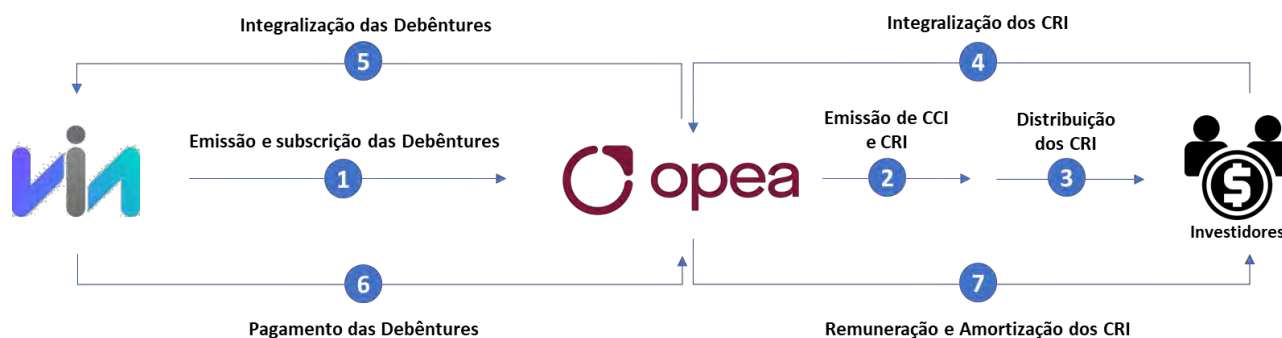 Integralização das Debêntures
5
Integralização dos CRI
4
via
Emissão e subscrição das Debêntures
1
opea
Emissão de CCI
e CRI
2
Distribuição
dos CRI
3
$
Investidores
6
Pagamento das Debêntures
7
Remuneração e Amortização dos CRI